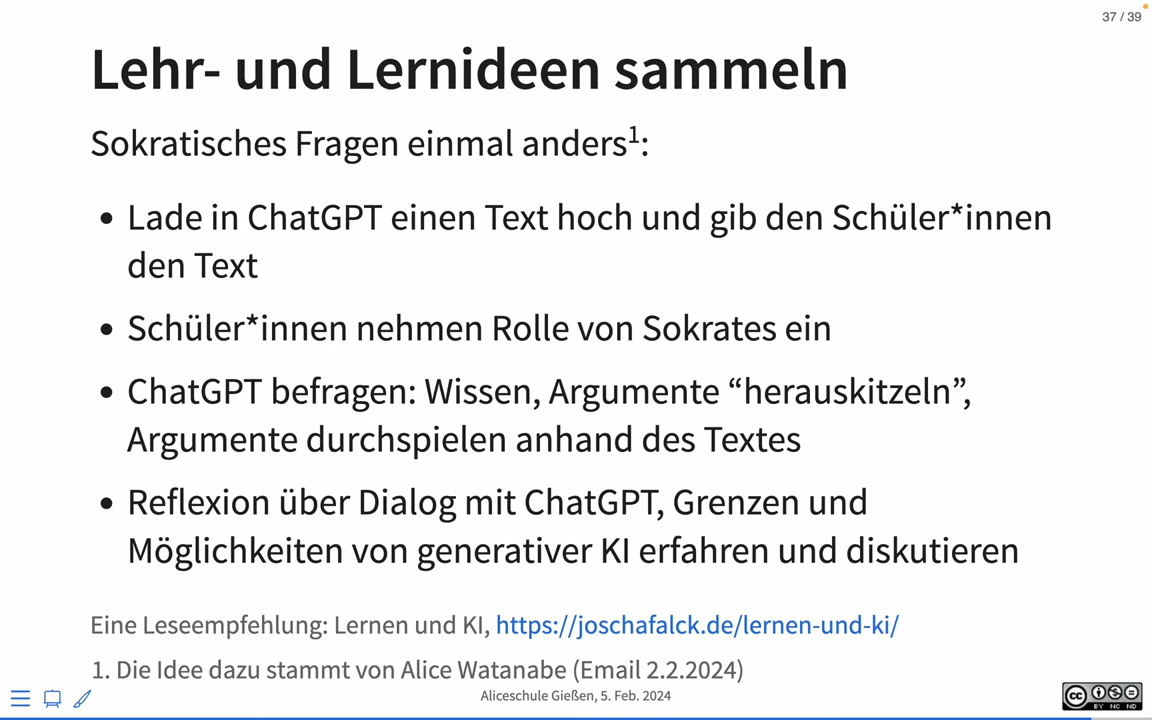 37 / 39
Lehr- und Lernideen sammeln
Sokratisches Fragen einmal anders¹:
• Lade in ChatGPT einen Text hoch und gib den Schüler*innen
den Text
• Schüler*innen nehmen Rolle von Sokrates ein
• ChatGPT befragen: Wissen, Argumente “herauskitzeln”,
Argumente durchspielen anhand des Textes
• Reflexion über Dialog mit ChatGPT, Grenzen und
Möglichkeiten von generativer KI erfahren und diskutieren
Eine Leseempfehlung: Lernen und KI, https://joschafalck.de/lernen-und-ki/
1. Die Idee dazu stammt von Alice Watanabe (Email 2.2.2024)
Aliceschule Gießen, 5. Feb. 2024
cc BY NC ND